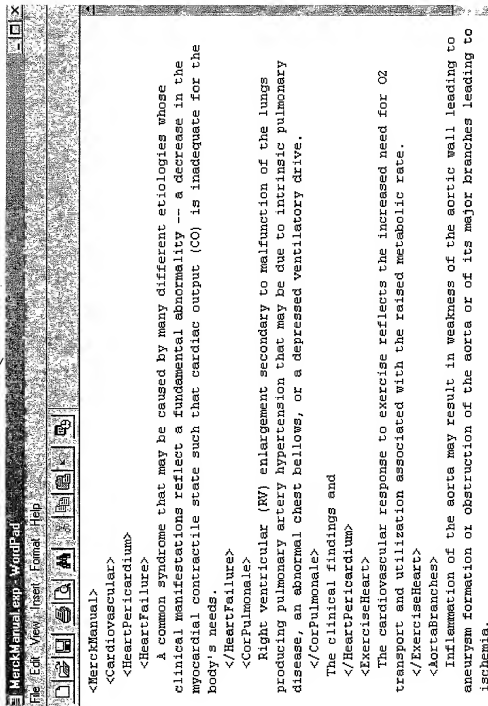 MerckManual.exp - WordPad
File Edit View Insert Format Help
<MerckManual>
<Cardiovascular>
<HeartPericardium>
<HeartFailure>
A common syndrome that may be caused by many different etiologies whose
clinical manifestations reflect a fundamental abnormality -- a decrease in the
myocardial contractile state such that cardiac output (CO) is inadequate for the
body's needs.
</HeartFailure>
<CorPulmonale>
Right ventricular (RV) enlargement secondary to malfunction of the lungs
producing pulmonary artery hypertension that may be due to intrinsic pulmonary
disease, an abnormal chest bellows, or a depressed ventilatory drive.
</CorPulmonale>
The clinical findings and
</HeartPericardium>
<ExerciseHeart>
The cardiovascular response to exercise reflects the increased need for O2
transport and utilization associated with the raised metabolic rate.
</ExerciseHeart>
<AortaBranches>
Inflammation of the aorta may result in weakness of the aortic wall leading to
aneurysm formation or obstruction of the aorta or of its major branches leading to
ischemia.